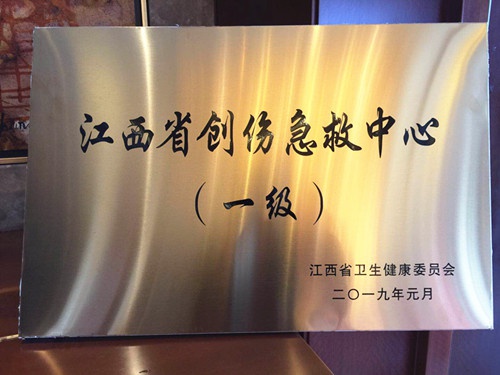 江西省创伤急救中心
（一级）
江西省卫生健康委员会
二〇一九年元月